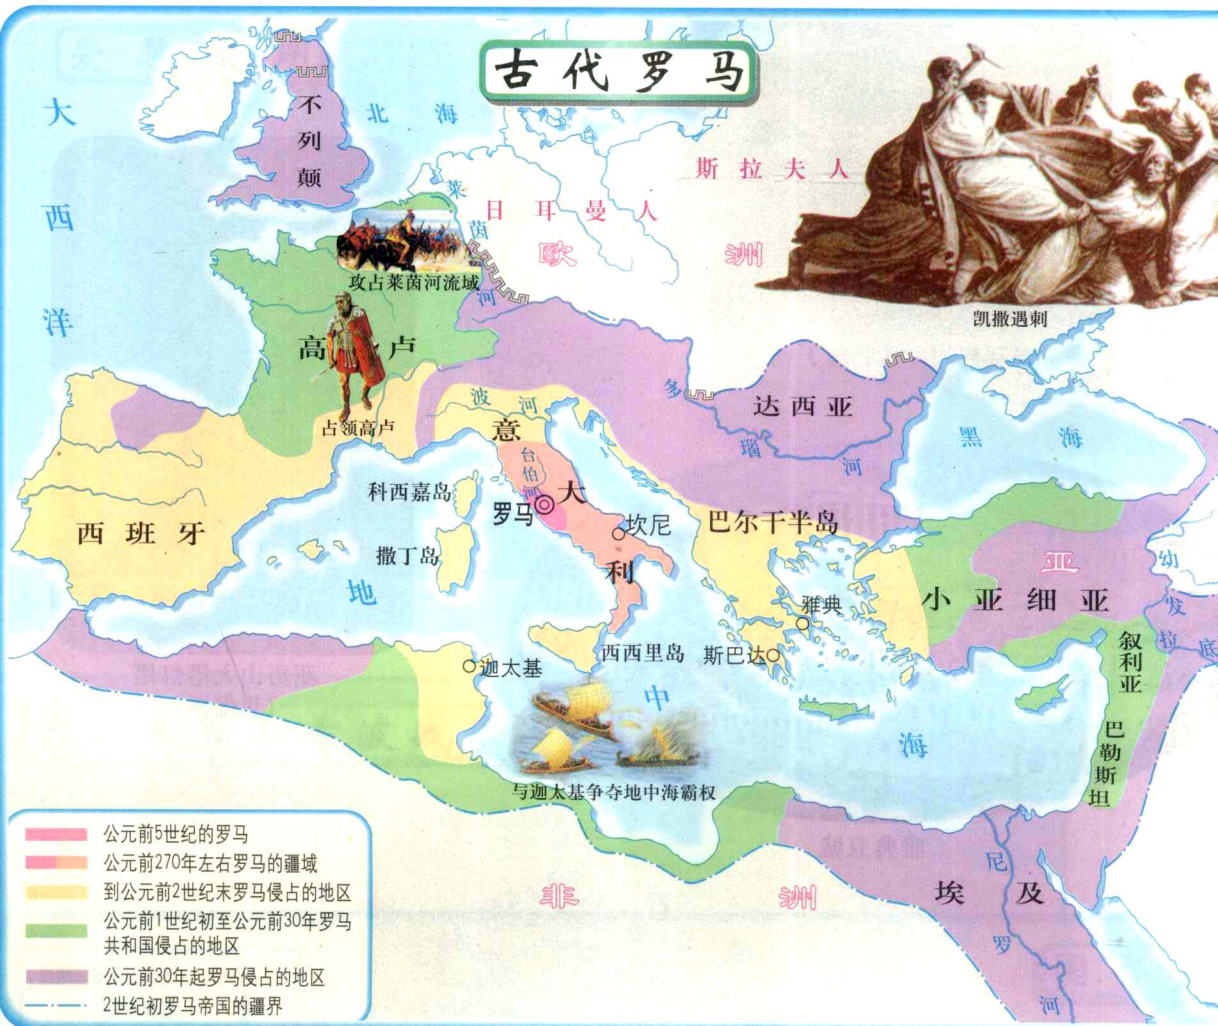 古代罗马
大西洋
不列颠
北海
斯拉夫人
日耳曼人
莱茵河
欧洲
攻占莱茵河流域
凯撒遇刺
高卢
占领高卢
波河
多瑙河
达西亚
黑海
意大利
台伯河
科西嘉岛
罗马
坎尼
巴尔干半岛
西班牙
撒丁岛
地中海
亚
小亚细亚
幼发拉底
雅典
斯巴达
西西里岛
迦太基
叙利亚
巴勒斯坦
与迦太基争夺地中海霸权
非洲
埃及
尼罗河
公元前5世纪的罗马
公元前270年左右罗马的疆域
到公元前2世纪末罗马侵占的地区
公元前1世纪初至公元前30年罗马
共和国侵占的地区
公元前30年起罗马侵占的地区
2世纪初罗马帝国的疆界